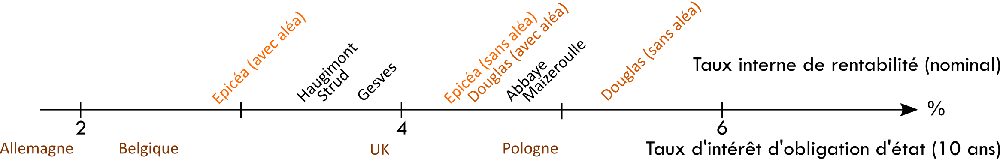 Epicéa (avec aléa)
Haugimont
Strud
Gesves
Epicéa (sans aléa)
Douglas (avec aléa)
Abbaye
Maizeroulle
Douglas (sans aléa)
Taux interne de rentabilité (nominal)
%
2
4
6
Allemagne
Belgique
UK
Pologne
Taux d'intérêt d'obligation d'état (10 ans)